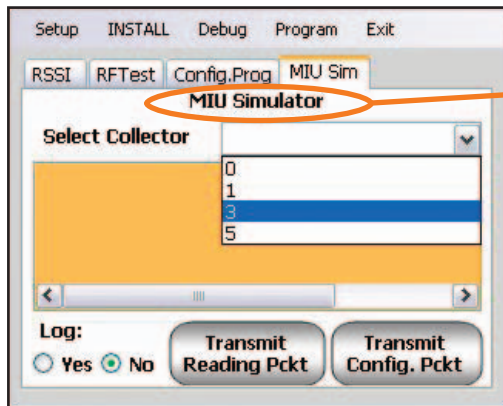 Setup INSTALL Debug Program Exit
RSSI RFTest Config.Prog MIU Sim
MIU Simulator
Select Collector
0
1
3
5
Log:
Yes No
Transmit Reading Pckt
Transmit Config. Pckt